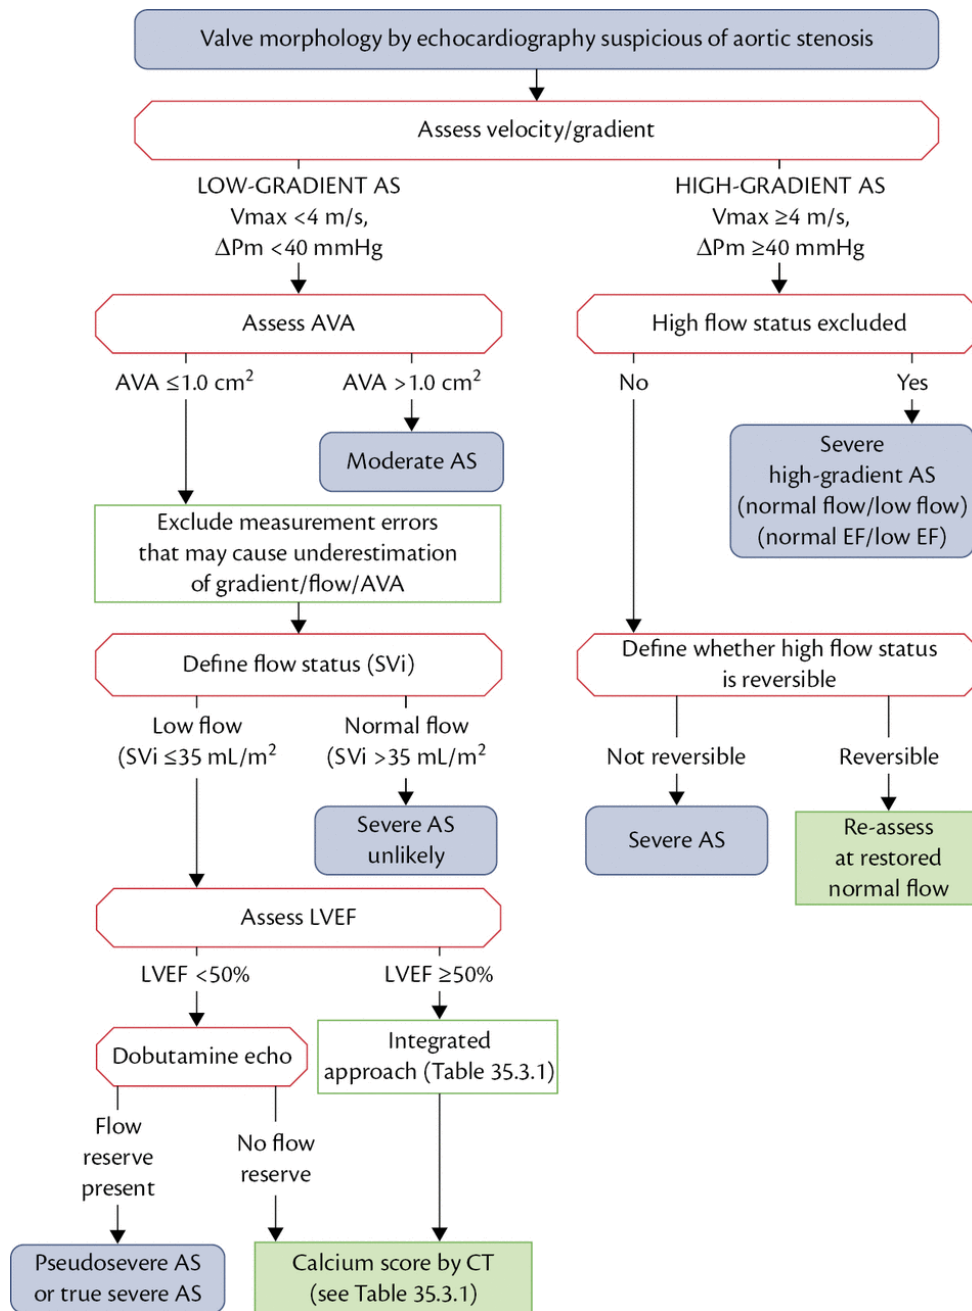 Valve morphology by echocardiography suspicious of aortic stenosis
Assess velocity/gradient
LOW-GRADIENT AS
Vmax <4 m/s,
ΔPm <40 mmHg
HIGH-GRADIENT AS
Vmax ≥4 m/s,
ΔPm ≥40 mmHg
Assess AVA
High flow status excluded
AVA ≤1.0 cm²
AVA >1.0 cm²
No
Yes
Moderate AS
Severe
high-gradient AS
(normal flow/low flow)
(normal EF/low EF)
Exclude measurement errors
that may cause underestimation
of gradient/flow/AVA
Define flow status (SVi)
Define whether high flow status
is reversible
Low flow
(SVi ≤35 mL/m²
Normal flow
(SVi >35 mL/m²
Not reversible
Reversible
Severe AS
unlikely
Severe AS
Re-assess
at restored
normal flow
Assess LVEF
LVEF <50%
LVEF ≥50%
Dobutamine echo
Integrated
approach (Table 35.3.1)
Flow
reserve
present
No flow
reserve
Pseudosevere AS
or true severe AS
Calcium score by CT
(see Table 35.3.1)